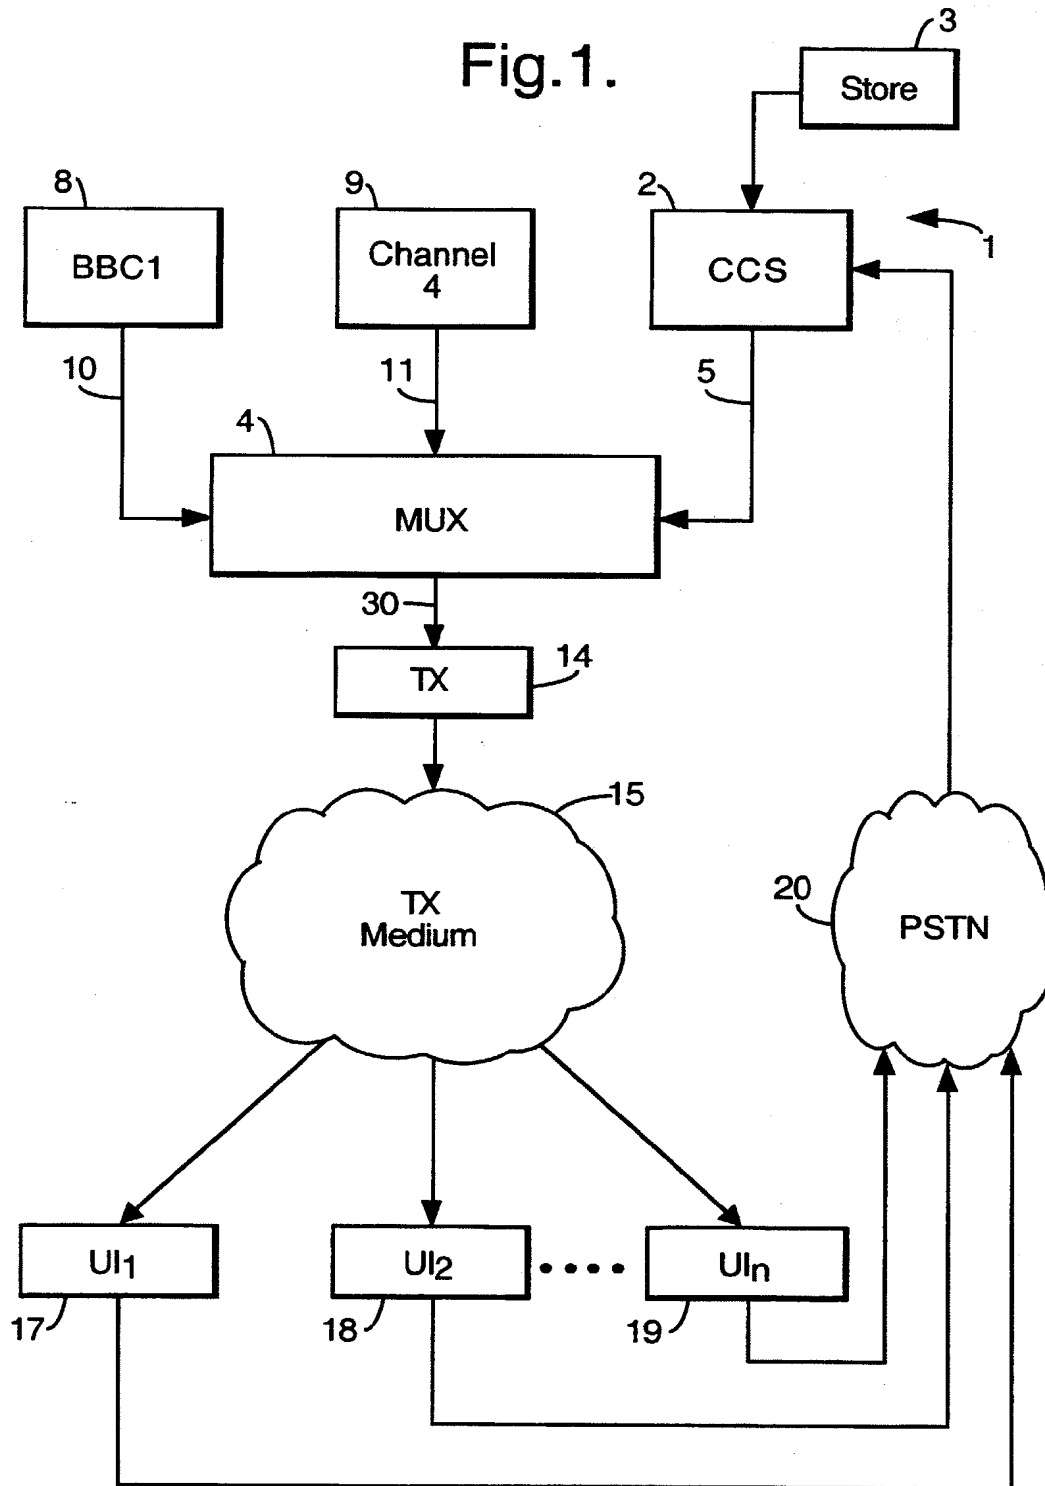 Fig.1.
3
Store
8
9
2
1
BBC1
Channel
4
CCS
10
11
5
4
MUX
30
TX
14
15
TX
Medium
20
PSTN
UI1
UI2
UIn
17
18
19